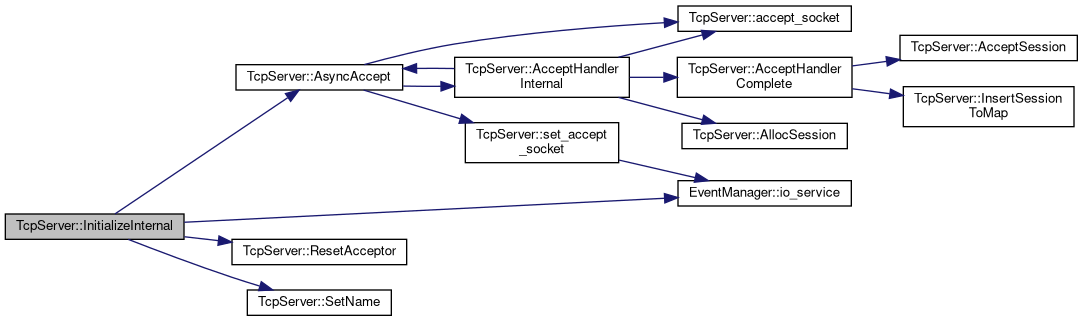 TcpServer::accept_socket
TcpServer::AcceptSession
TcpServer::AsyncAccept
TcpServer::AcceptHandler
Internal
TcpServer::AcceptHandler
Complete
TcpServer::InsertSession
ToMap
TcpServer::set_accept
_socket
TcpServer::AllocSession
EventManager::io_service
TcpServer::InitializeInternal
TcpServer::ResetAcceptor
TcpServer::SetName